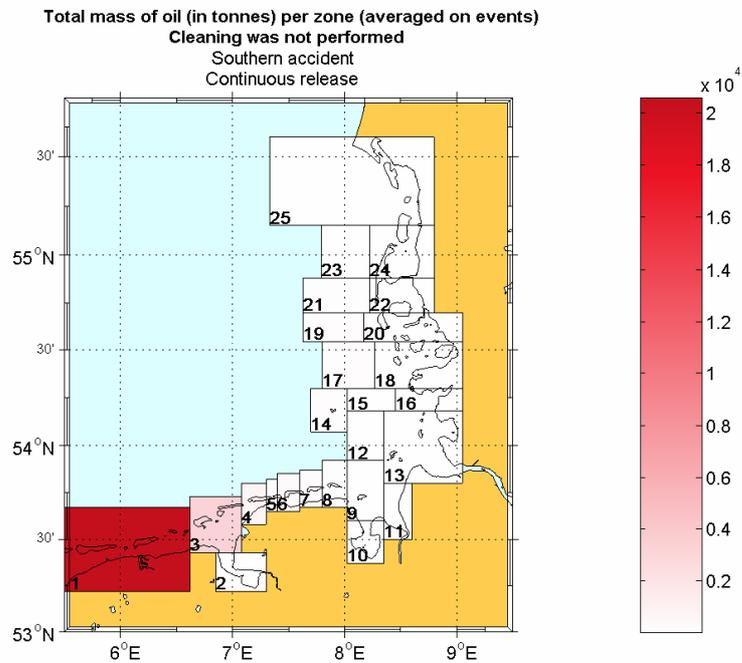 Total mass of oil (in tonnes) per zone (averaged on events)
Cleaning was not performed
Southern accident
Continuous release
x 10^4
2
1.8
1.6
1.4
1.2
1
0.8
0.6
0.4
0.2
30'
55°N
30'
54°N
30'
53°N
25
23 24
21 22
19 20
17 18
15 16
14
12
13
4 5 6 7 8
9
11
3
10
1 2
6°E 7°E 8°E 9°E